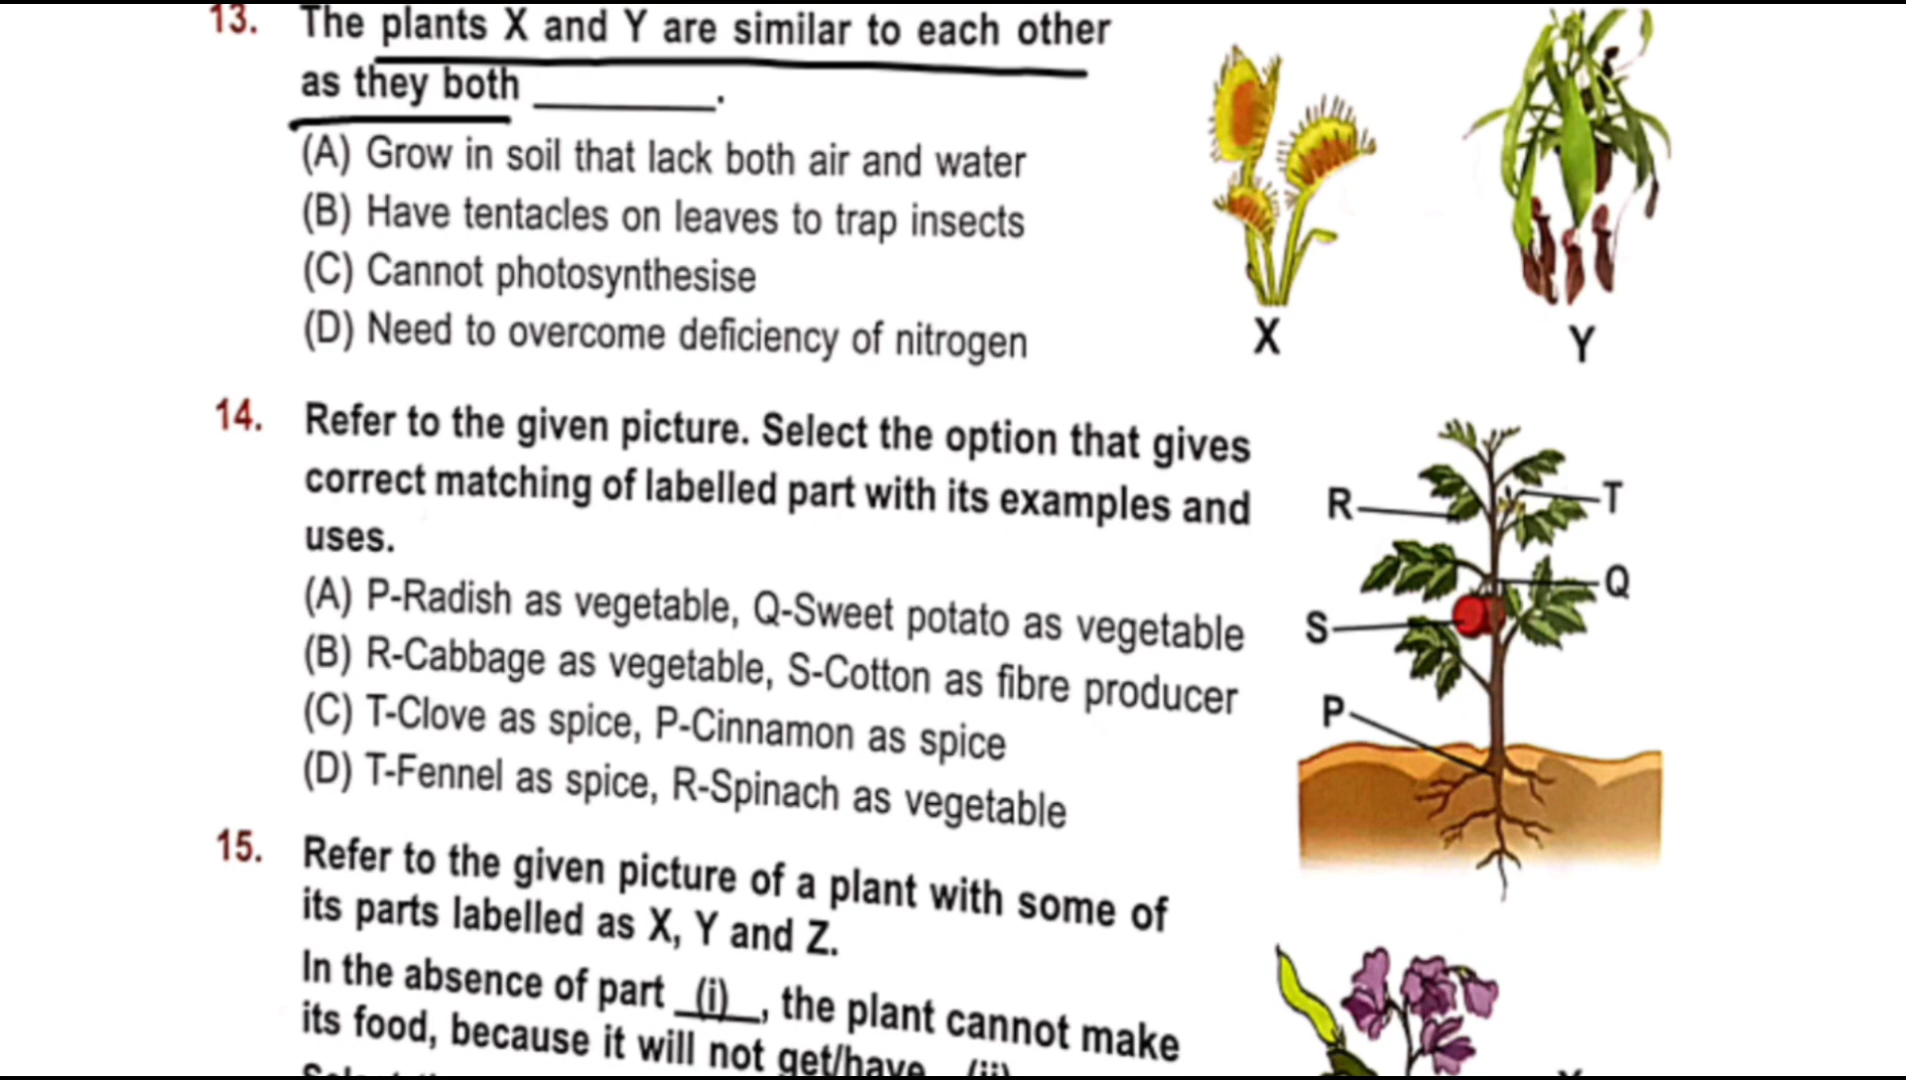 13. The plants X and Y are similar to each other
as they both ________.
(A) Grow in soil that lack both air and water
(B) Have tentacles on leaves to trap insects
(C) Cannot photosynthesise
(D) Need to overcome deficiency of nitrogen
X
Y
14. Refer to the given picture. Select the option that gives
correct matching of labelled part with its examples and
uses.
(A) P-Radish as vegetable, Q-Sweet potato as vegetable
(B) R-Cabbage as vegetable, S-Cotton as fibre producer
(C) T-Clove as spice, P-Cinnamon as spice
(D) T-Fennel as spice, R-Spinach as vegetable
R
T
Q
S
P
15. Refer to the given picture of a plant with some of
its parts labelled as X, Y and Z.
In the absence of part (i), the plant cannot make
its food, because it will not get/have (ii)